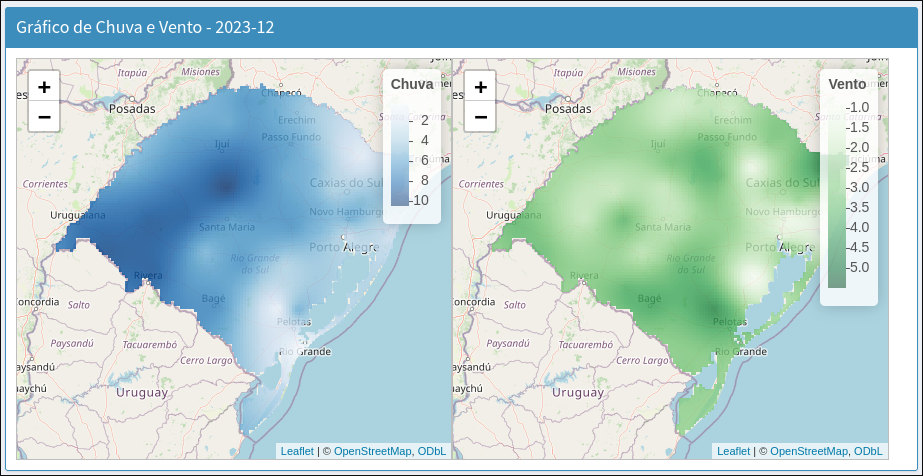 Gráfico de Chuva e Vento - 2023-12
+
−
Chuva
2
4
6
8
10
Itapúa
Misiones
Posadas
Chapecó
Erechim
Passo Fundo
Ijuí
Corrientes
Caxias do Sul
Uruguaiana
Novo Hamburgo
Santa Maria
Porto Alegre
Rio Grande
do Sul
Rivera
Salto
Bagé
Pelotas
Paysandú
Tacuarembó
Rio Grande
Cerro Largo
Uruguay
Leaflet | © OpenStreetMap, ODbL
+
−
Vento
1.0
1.5
2.0
2.5
3.0
3.5
4.0
4.5
5.0
Itapúa
Misiones
Posadas
Chapecó
Erechim
Passo Fundo
Ijuí
Corrientes
Caxias do Sul
Uruguaiana
Novo Hamburgo
Santa Maria
Porto Alegre
Rio Grande
do Sul
Rivera
Salto
Bagé
Pelotas
Paysandú
Tacuarembó
Rio Grande
Cerro Largo
Uruguay
Leaflet | © OpenStreetMap, ODbL